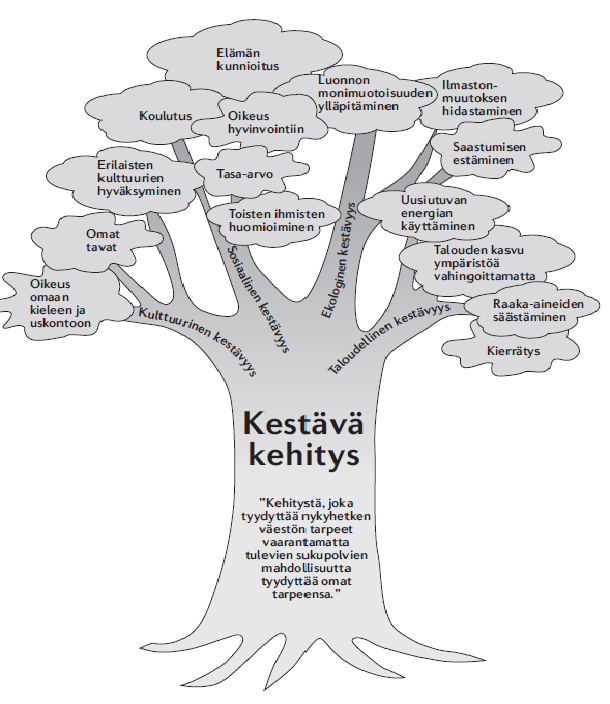 Elämän
kunnioitus
Luonnon
monimuotoisuuden
ylläpitäminen
Ilmaston-
muutoksen
hidastaminen
Koulutus
Oikeus
hyvinvointiin
Saastumisen
estäminen
Erilaisten
kulttuurien
hyväksyminen
Tasa-arvo
Toisten ihmisten
huomioiminen
Uusiutuvan
energian
käyttäminen
Omat
tavat
Talouden kasvu
ympäristöä
vahingoittamatta
Oikeus
omaan
kieleen ja
uskontoon
Raaka-aineiden
säästäminen
Kierrätys
Kulttuurinen kestävyys
Sosiaalinen kestävyys
Ekologinen kestävyys
Taloudellinen kestävyys
Kestävä
kehitys
"Kehitystä, joka
tyydyttää nykyhetken
väestön tarpeet
vaarantamatta
tulevien sukupolvien
mahdollisuutta
tyydyttää omat
tarpeensa."